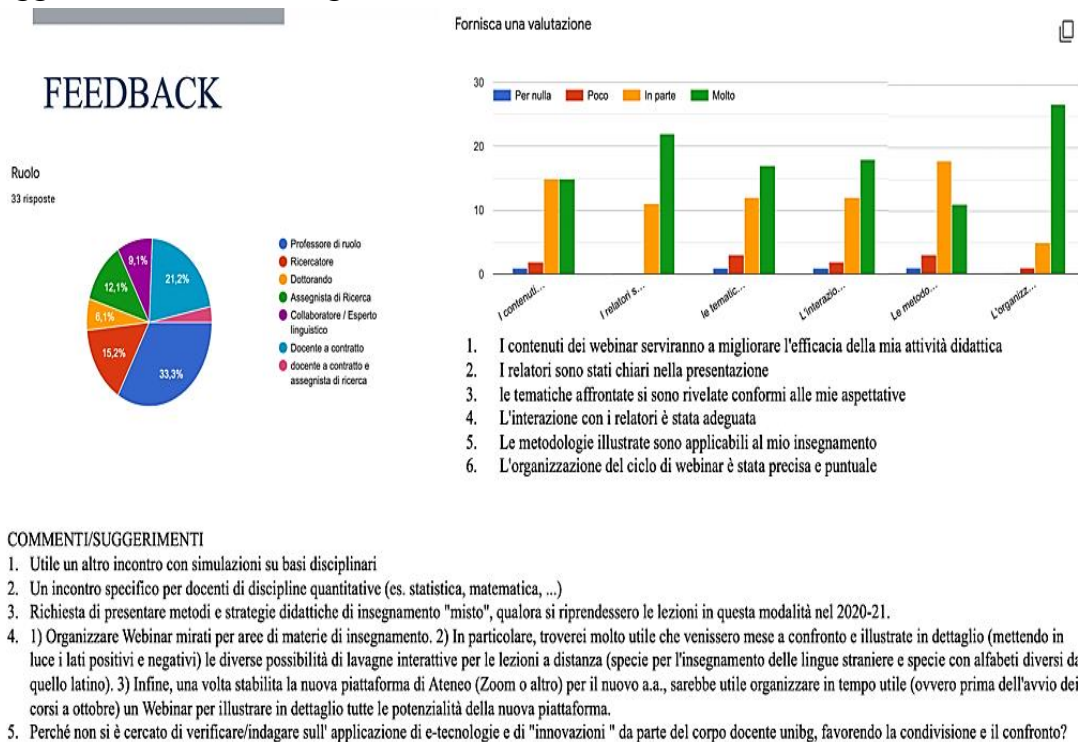 Fornisca una valutazione
FEEDBACK
30
Per nulla Poco In parte Molto
20
10
0
I contenuti...
I relatori s...
le tematic...
L'interazio...
Le metodo...
L'organizz...
Ruolo
33 risposte
9,1%
21,2%
12,1%
6,1%
15,2%
33,3%
Professore di ruolo
Ricercatore
Dottorando
Assegnista di Ricerca
Collaboratore / Esperto
linguistico
Docente a contratto
docente a contratto e
assegnista di ricerca
1. I contenuti dei webinar serviranno a migliorare l'efficacia della mia attività didattica
2. I relatori sono stati chiari nella presentazione
3. le tematiche affrontate si sono rivelate conformi alle mie aspettative
4. L'interazione con i relatori è stata adeguata
5. Le metodologie illustrate sono applicabili al mio insegnamento
6. L'organizzazione del ciclo di webinar è stata precisa e puntuale
COMMENTI/SUGGERIMENTI
1. Utile un altro incontro con simulazioni su basi disciplinari
2. Un incontro specifico per docenti di discipline quantitative (es. statistica, matematica, ...)
3. Richiesta di presentare metodi e strategie didattiche di insegnamento "misto", qualora si riprendessero le lezioni in questa modalità nel 2020-21.
4. 1) Organizzare Webinar mirati per aree di materie di insegnamento. 2) In particolare, troverei molto utile che venissero mese a confronto e illustrate in dettaglio (mettendo in
luce i lati positivi e negativi) le diverse possibilità di lavagne interattive per le lezioni a distanza (specie per l'insegnamento delle lingue straniere e specie con alfabeti diversi da
quello latino). 3) Infine, una volta stabilita la nuova piattaforma di Ateneo (Zoom o altro) per il nuovo a.a., sarebbe utile organizzare in tempo utile (ovvero prima dell'avvio dei
corsi a ottobre) un Webinar per illustrare in dettaglio tutte le potenzialità della nuova piattaforma.
5. Perché non si è cercato di verificare/indagare sull' applicazione di e-tecnologie e di "innovazioni " da parte del corpo docente unibg, favorendo la condivisione e il confronto?